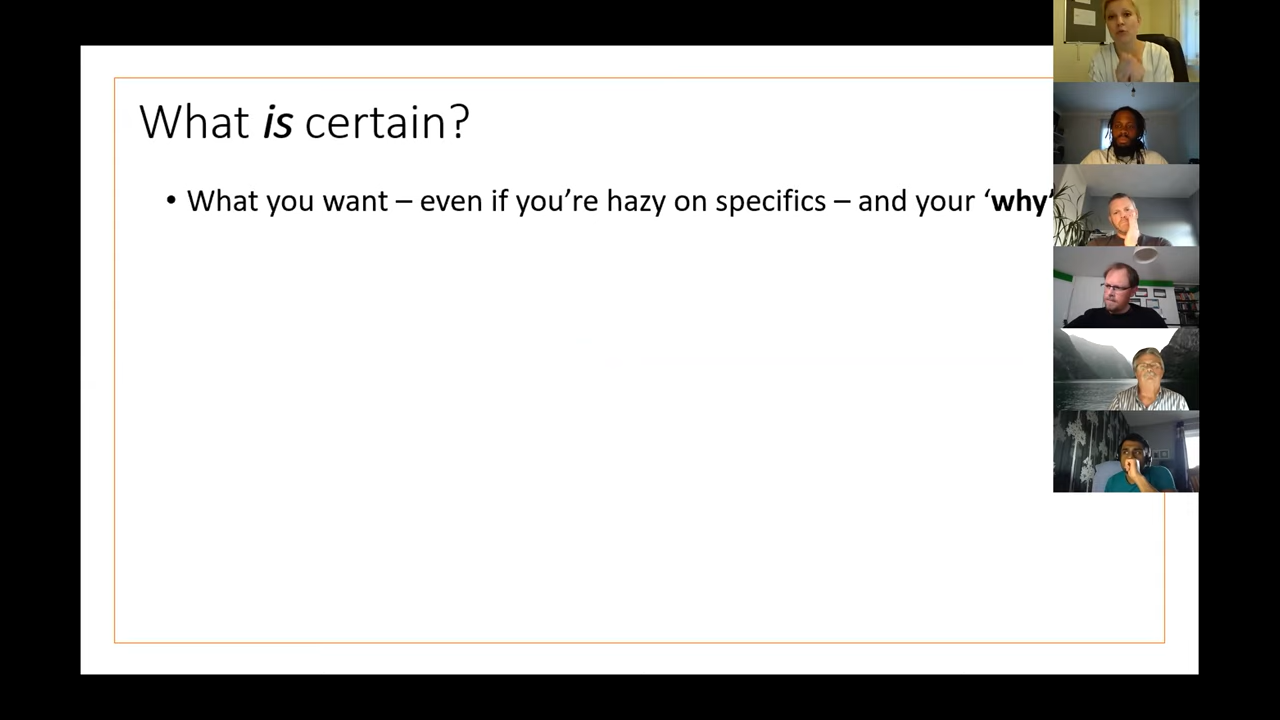 What is certain?
• What you want – even if you’re hazy on specifics – and your ‘why’